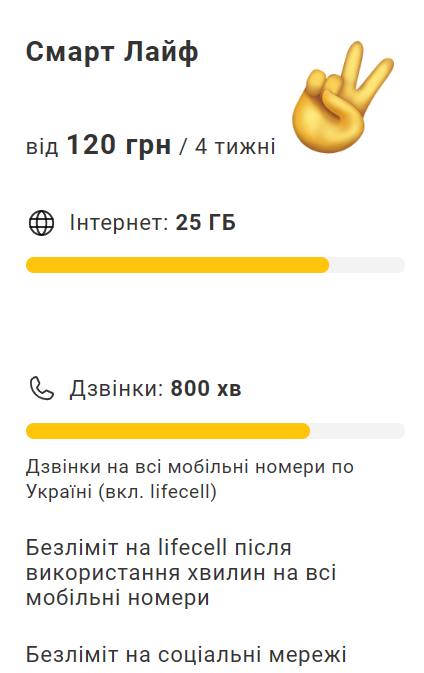 Смарт Лайф
від 120 грн / 4 тижні
Інтернет: 25 ГБ
Дзвінки: 800 хв
Дзвінки на всі мобільні номери по
Україні (вкл. lifecell)
Безліміт на lifecell після
використання хвилин на всі
мобільні номери
Безліміт на соціальні мережі